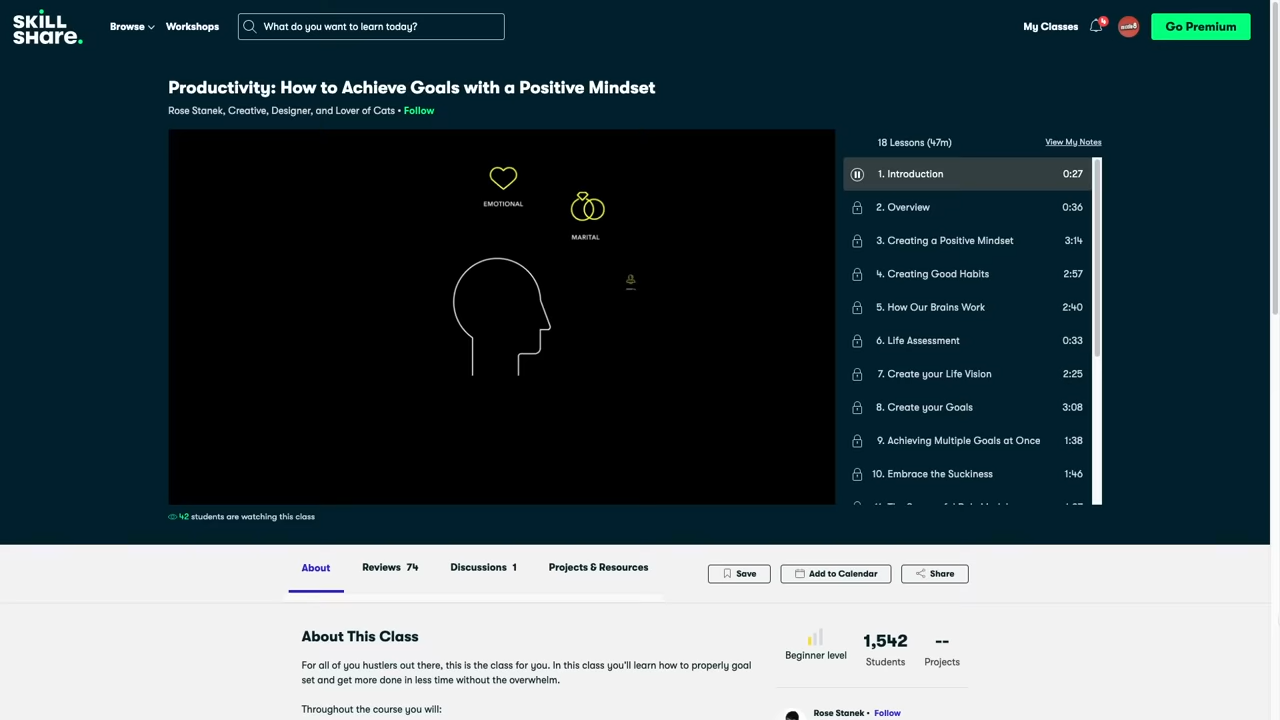 SKILL
SHARE.
Browse
Workshops
What do you want to learn today?
My Classes
4
Go Premium
Productivity: How to Achieve Goals with a Positive Mindset
Rose Stanek, Creative, Designer, and Lover of Cats • Follow
EMOTIONAL
MARITAL
18 Lessons (47m)
View My Notes
1. Introduction 0:27
2. Overview 0:36
3. Creating a Positive Mindset 3:14
4. Creating Good Habits 2:57
5. How Our Brains Work 2:40
6. Life Assessment 0:33
7. Create your Life Vision 2:25
8. Create your Goals 3:08
9. Achieving Multiple Goals at Once 1:38
10. Embrace the Suckiness 1:46
42 students are watching this class
About
Reviews 74
Discussions 1
Projects & Resources
Save
Add to Calendar
Share
About This Class
For all of you hustlers out there, this is the class for you. In this class you'll learn how to properly goal
set and get more done in less time without the overwhelm.
Throughout the course you will:
Beginner level
1,542
Students
--
Projects
Rose Stanek • Follow